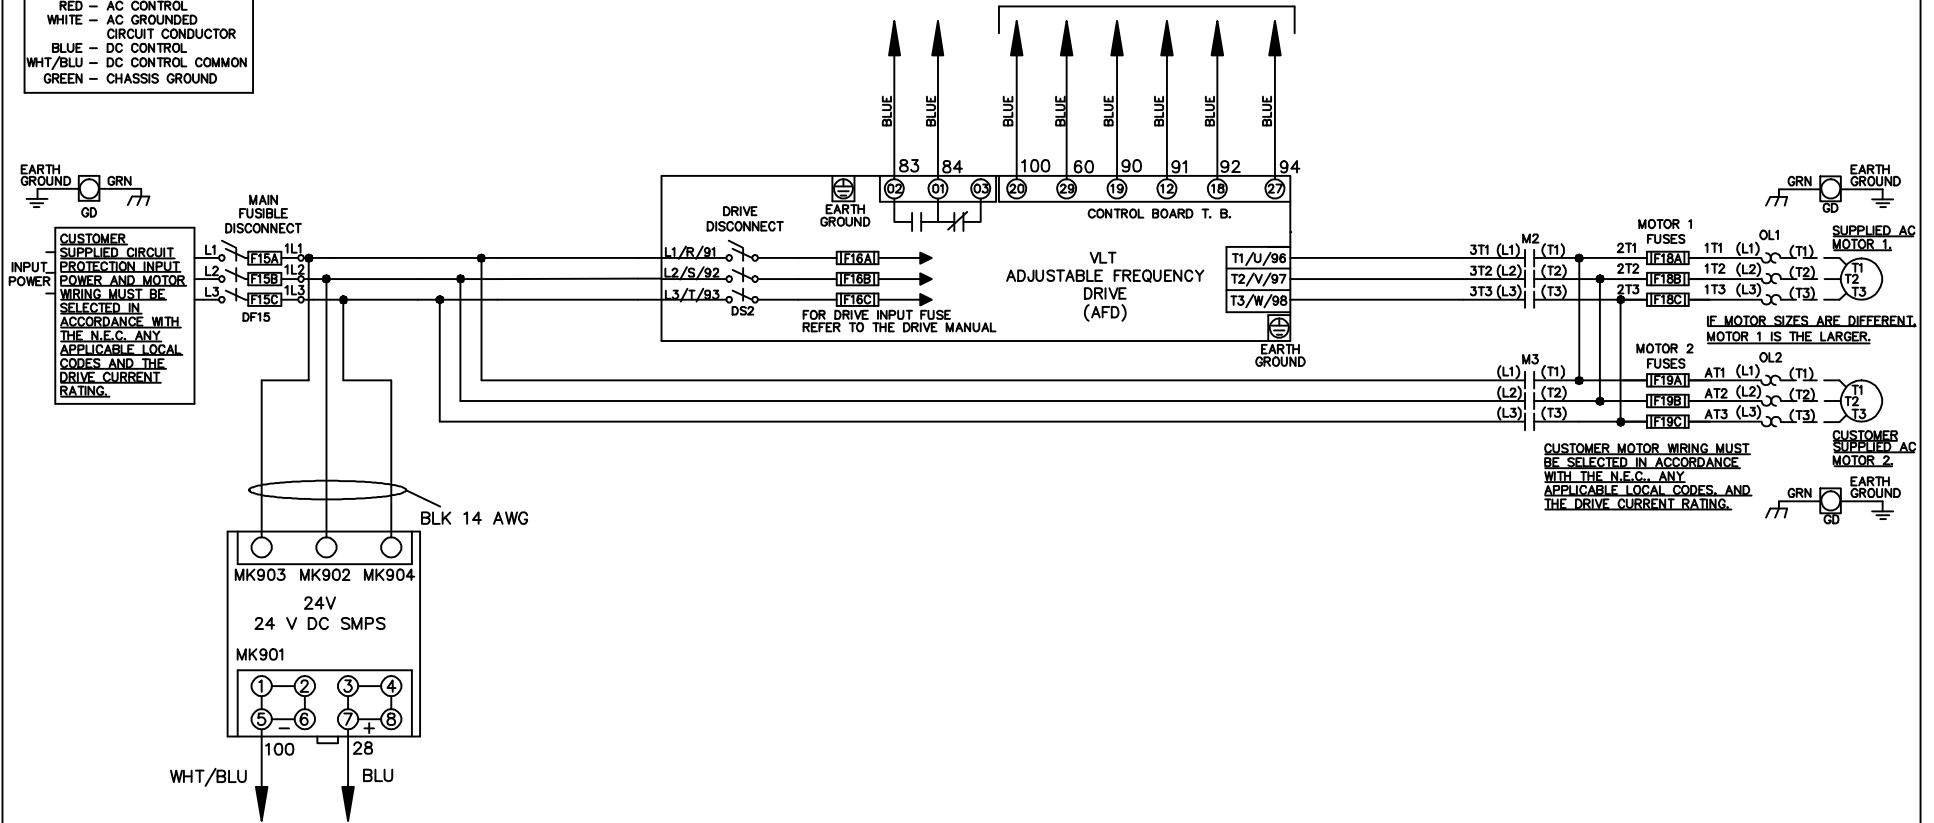 RED – AC CONTROL
WHITE – AC GROUNDED
CIRCUIT CONDUCTOR
BLUE – DC CONTROL
WHT/BLU – DC CONTROL COMMON
GREEN – CHASSIS GROUND
BLUE BLUE BLUE BLUE BLUE BLUE BLUE BLUE
83 84 100 60 90 91 92 94
02 01 03 20 29 19 12 18 27
CONTROL BOARD T. B.
EARTH
GROUND
GRN
GD
MAIN
FUSIBLE
DISCONNECT
INPUT
POWER
CUSTOMER
SUPPLIED CIRCUIT
PROTECTION INPUT
POWER AND MOTOR
WIRING MUST BE
SELECTED IN
ACCORDANCE WITH
THE N.E.C. ANY
APPLICABLE LOCAL
CODES AND THE
DRIVE CURRENT
RATING.
L1 F15A 1L1
L2 F15B 1L2
L3 F15C 1L3
DF15
DRIVE
DISCONNECT
EARTH
GROUND
L1/R/91
L2/S/92
L3/T/93
DS2
F16A
F16B
F16C
FOR DRIVE INPUT FUSE
REFER TO THE DRIVE MANUAL
VLT
ADJUSTABLE FREQUENCY
DRIVE
(AFD)
T1/U/96
T2/V/97
T3/W/98
EARTH
GROUND
M2
3T1 (L1) (T1)
3T2 (L2) (T2)
3T3 (L3) (T3)
MOTOR 1
FUSES
OL1
2T1 F18A 1T1 (L1) (T1)
2T2 F18B 1T2 (L2) (T2)
2T3 F18C 1T3 (L3) (T3)
GRN
GD
EARTH
GROUND
SUPPLIED AC
MOTOR 1.
T1
T2
T3
IF MOTOR SIZES ARE DIFFERENT,
MOTOR 1 IS THE LARGER.
M3
(L1) (T1)
(L2) (T2)
(L3) (T3)
MOTOR 2
FUSES
OL2
F19A AT1 (L1) (T1)
F19B AT2 (L2) (T2)
F19C AT3 (L3) (T3)
T1
T2
T3
CUSTOMER
SUPPLIED AC
MOTOR 2.
CUSTOMER MOTOR WIRING MUST
BE SELECTED IN ACCORDANCE
WITH THE N.E.C., ANY
APPLICABLE LOCAL CODES, AND
THE DRIVE CURRENT RATING.
GRN
GD
EARTH
GROUND
BLK 14 AWG
MK903 MK902 MK904
24V
24 V DC SMPS
MK901
1 2 3 4
5 – 6 7 + 8
100 28
WHT/BLU BLU